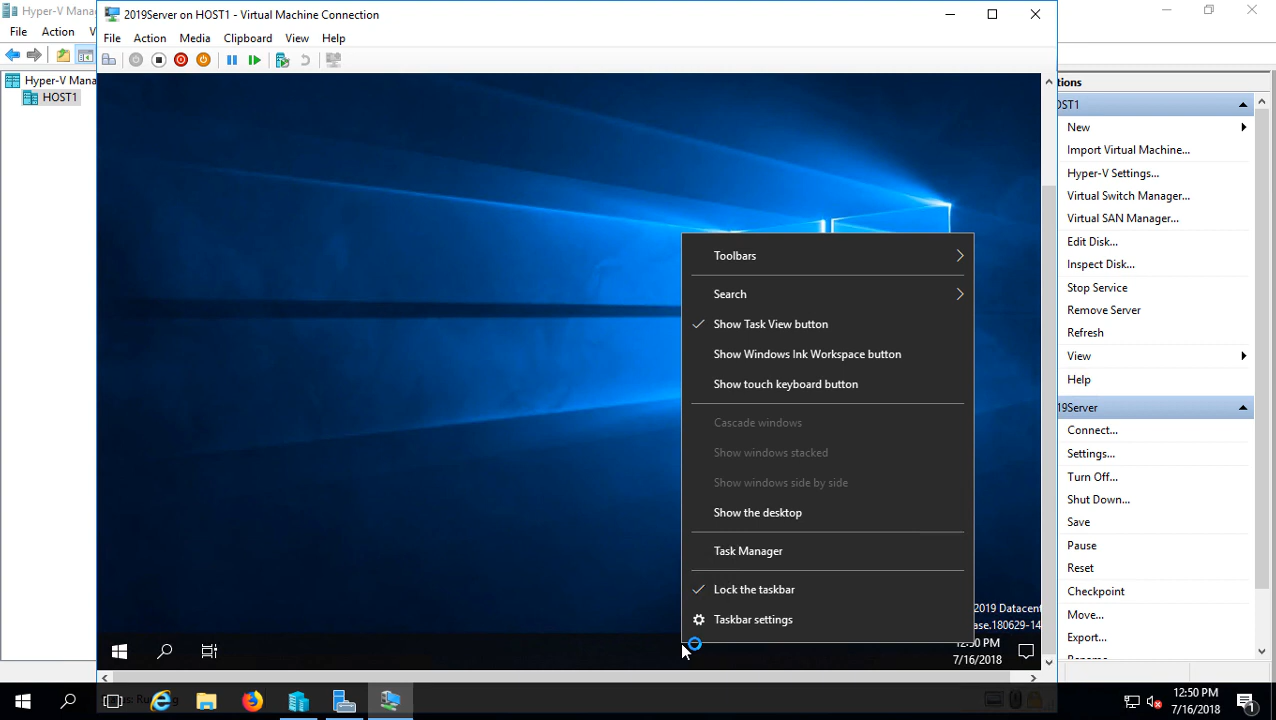 Hyper-V Mana
File
Action
Hyper-V Mana
HOST1
2019Server on HOST1 - Virtual Machine Connection
File
Action
Media
Clipboard
View
Help
Toolbars
Search
Show Task View button
Show Windows Ink Workspace button
Show touch keyboard button
Cascade windows
Show windows stacked
Show windows side by side
Show the desktop
Task Manager
Lock the taskbar
Taskbar settings
2019 Datacent
ase.180629-14
12:50 PM
7/16/2018
tions
OST1
New
Import Virtual Machine...
Hyper-V Settings...
Virtual Switch Manager...
Virtual SAN Manager...
Edit Disk...
Inspect Disk...
Stop Service
Remove Server
Refresh
View
Help
19Server
Connect...
Settings...
Turn Off...
Shut Down...
Save
Pause
Reset
Checkpoint
Move...
Export...
12:50 PM
7/16/2018
1